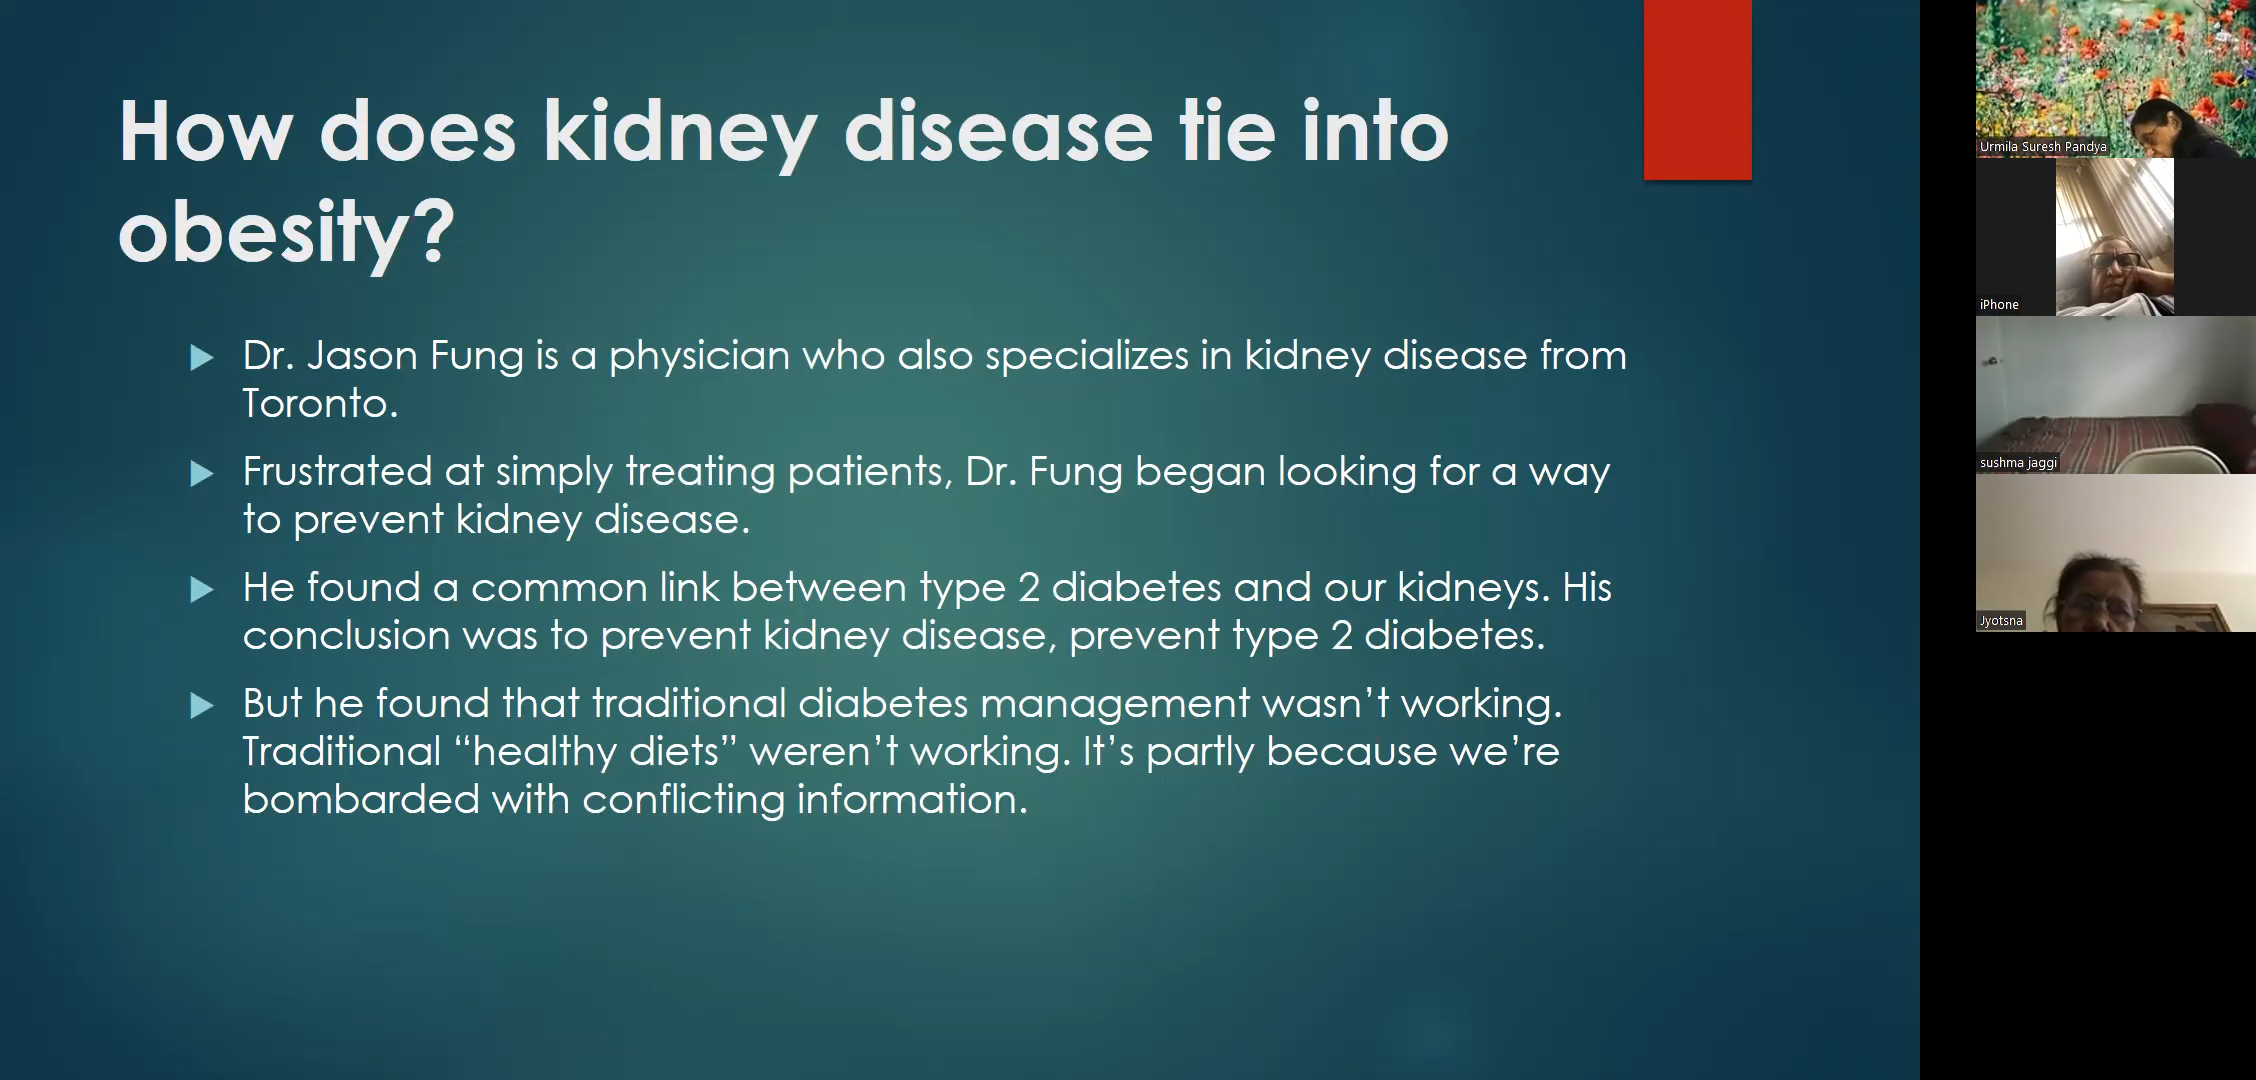 How does kidney disease tie into
obesity?
▶ Dr. Jason Fung is a physician who also specializes in kidney disease from
Toronto.
▶ Frustrated at simply treating patients, Dr. Fung began looking for a way
to prevent kidney disease.
▶ He found a common link between type 2 diabetes and our kidneys. His
conclusion was to prevent kidney disease, prevent type 2 diabetes.
▶ But he found that traditional diabetes management wasn’t working.
Traditional “healthy diets” weren’t working. It’s partly because we’re
bombarded with conflicting information.
Urmila Suresh Pandya
iPhone
sushma jaggi
Jyotsna